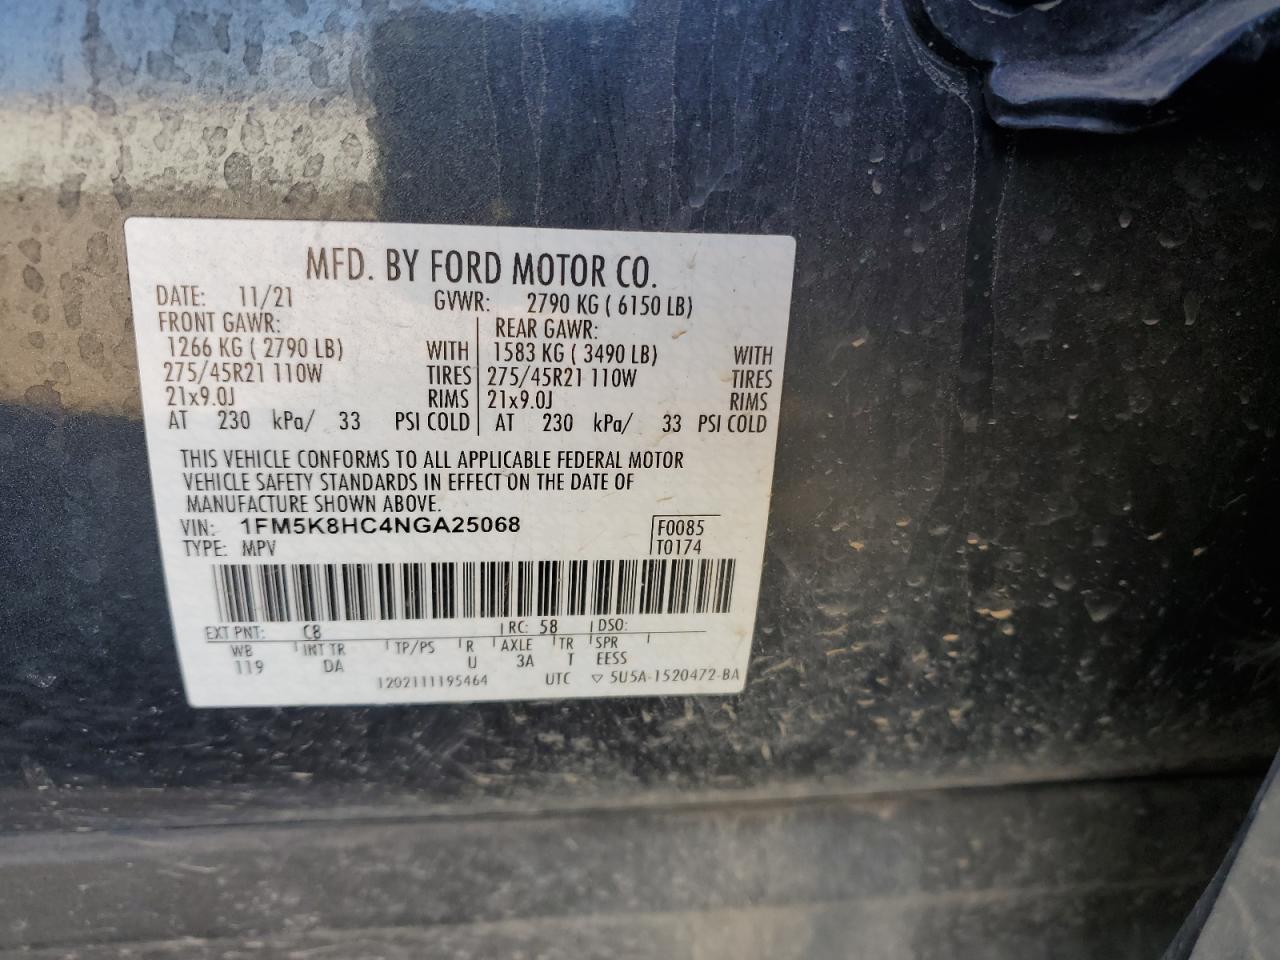 MFD. BY FORD MOTOR CO.
DATE: 11/21 GVWR: 2790 KG ( 6150 LB)
FRONT GAWR: REAR GAWR:
1266 KG ( 2790 LB) WITH 1583 KG ( 3490 LB) WITH
275/45R21 110W TIRES 275/45R21 110W TIRES
21x9.0J RIMS 21x9.0J RIMS
AT 230 kPa/ 33 PSI COLD AT 230 kPa/ 33 PSI COLD
THIS VEHICLE CONFORMS TO ALL APPLICABLE FEDERAL MOTOR
VEHICLE SAFETY STANDARDS IN EFFECT ON THE DATE OF
MANUFACTURE SHOWN ABOVE.
VIN: 1FM5K8HC4NGA25068 F0085
TYPE: MPV T0174
EXT PNT: C8 RC: 58 DSO:
WB INT TR TP/PS R AXLE TR SPR
119 DA U 3A T EESS
1202111195464 UTC ▽ 5U5A-1520472-BA